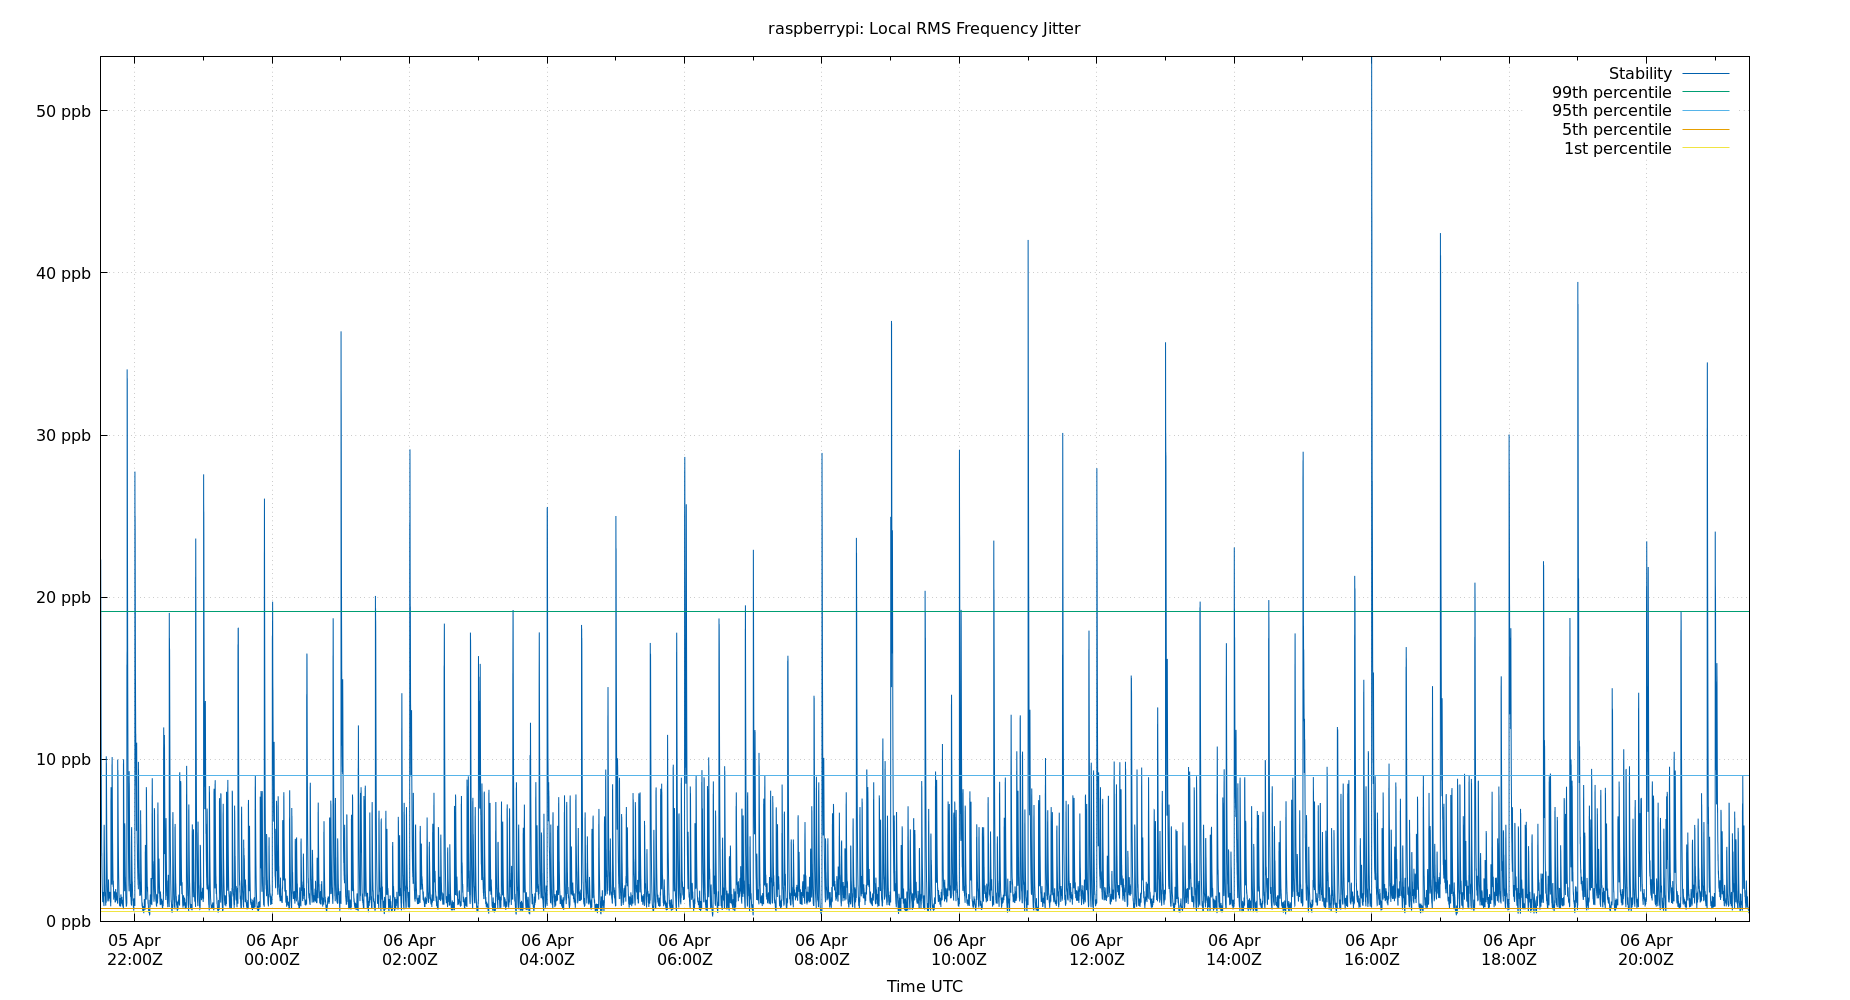 raspberrypi: Local RMS Frequency Jitter
Stability
99th percentile
95th percentile
5th percentile
1st percentile
50 ppb
40 ppb
30 ppb
20 ppb
10 ppb
0 ppb
05 Apr 06 Apr 06 Apr 06 Apr 06 Apr 06 Apr 06 Apr 06 Apr 06 Apr 06 Apr 06 Apr 06 Apr
22:00Z 00:00Z 02:00Z 04:00Z 06:00Z 08:00Z 10:00Z 12:00Z 14:00Z 16:00Z 18:00Z 20:00Z
Time UTC